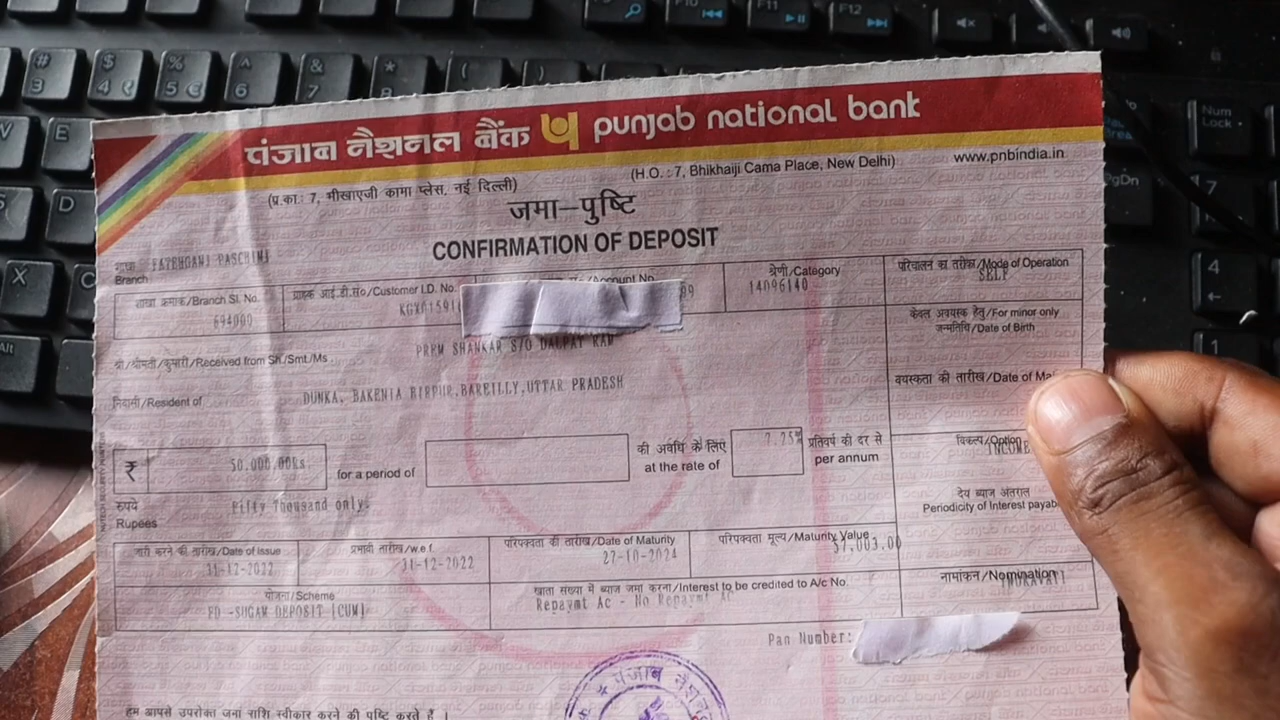 पंजाब नैशनल बैंक punjab national bank
(प्र.का: 7, भीखाएजी कामा प्लेस, नई दिल्ली) (H.O. : 7, Bhikhaiji Cama Place, New Delhi) www.pnbindia.in
जमा-पुष्टि
CONFIRMATION OF DEPOSIT
शाखा FATEHGANJ PASCHIMI
Branch
शाखा क्रमांक/Branch Sl. No. ग्राहक आई.डी.सं०/Customer I.D. No. /Account No. श्रेणी/Category परिचालन का तरीका/Mode of Operation
694000 89 14096140 SELF
केवल अवयस्क हेतु/For minor only
जन्मतिथि/Date of Birth
श्री/श्रीमती/कुमारी/Received from Sh./Smt./Ms PREM SHANKAR S/O DALPAT RAM
वयस्कता की तारीख/Date of Ma
निवासी/Resident of DUNKA, BAKENIA BIRPUR,BAREILLY,UTTAR PRADESH
विकल्प/Option
₹ 50,000.00Rs for a period of की अवधि के लिए 7.25% प्रतिवर्ष की दर से
at the rate of per annum
देय ब्याज अंतराल
Periodicity of Interest payab
रुपये Fifty Thousand only.
Rupees
जारी करने की तारीख/Date of Issue प्रभावी तारीख/w.e.f. परिपक्वता की तारीख/Date of Maturity परिपक्वता मूल्य/Maturity Value
31-12-2022 31-12-2022 27-10-2024 57,003.00
नामांकन/Nomination
योजना/Scheme खाता संख्या में ब्याज जमा करना/Interest to be credited to A/c No.
FD -SUGAM DEPOSIT [CUM] Repaymt Ac - No Repaymt Ac
Pan Number:
पंजाब नैशनल
हम आपसे उपरोक्त जमा राशि स्वीकार करने की पुष्टि करते हैं ।